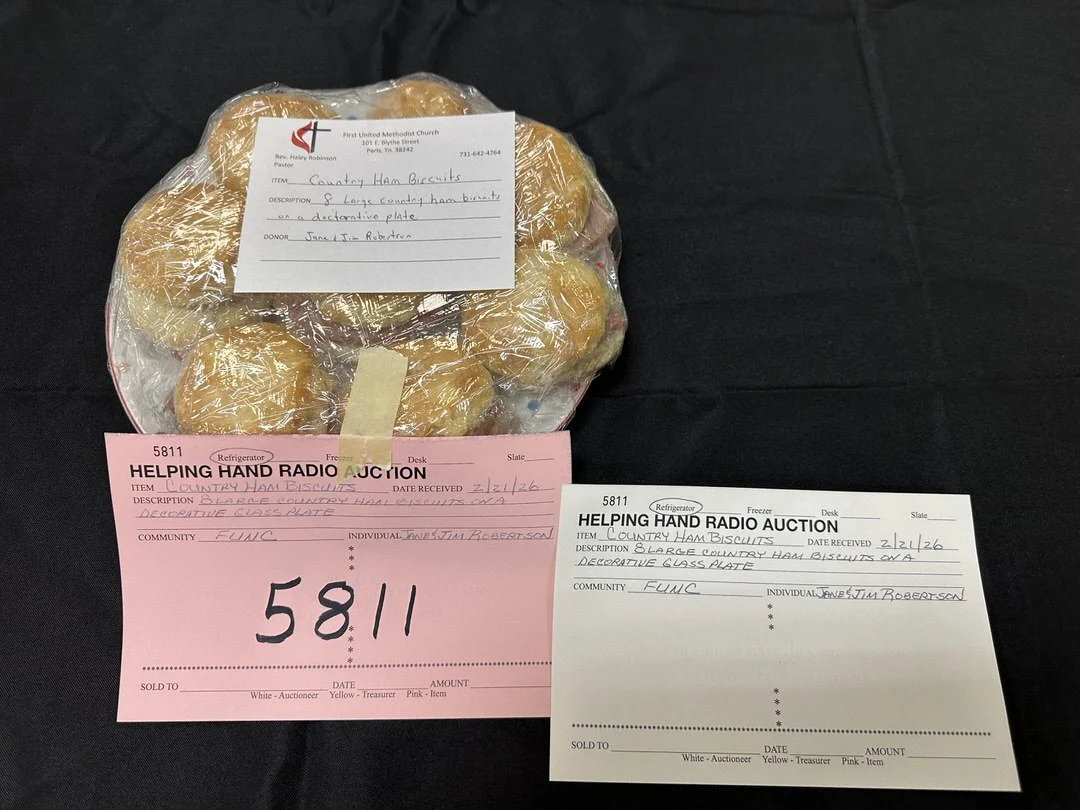 First United Methodist Church
101 E. Blythe Street
Paris, Tn. 38242
Rev. Haley Robinson
Pastor
731-642-4764
ITEM Country Ham Biscuits
DESCRIPTION 8 Large country ham biscuits
on a decorative plate
DONOR Jane & Jim Robertson
5811 Refrigerator Freezer Desk Slate
HELPING HAND RADIO AUCTION
ITEM COUNTRY HAM BISCUITS DATE RECEIVED 2/21/26
DESCRIPTION 8 LARGE COUNTRY HAM BISCUITS ON A
DECORATIVE GLASS PLATE
COMMUNITY FUMC INDIVIDUAL JANE & JIM ROBERTSON
*
*
*
5811
*
*
*
*
SOLD TO DATE AMOUNT
White - Auctioneer Yellow - Treasurer Pink - Item
5811 Refrigerator Freezer Desk Slate
HELPING HAND RADIO AUCTION
ITEM COUNTRY HAM BISCUITS DATE RECEIVED 2/21/26
DESCRIPTION 8 LARGE COUNTRY HAM BISCUITS ON A
DECORATIVE GLASS PLATE
COMMUNITY FUMC INDIVIDUAL JANE & JIM ROBERTSON
*
*
*
*
*
*
*
SOLD TO DATE AMOUNT
White - Auctioneer Yellow - Treasurer Pink - Item